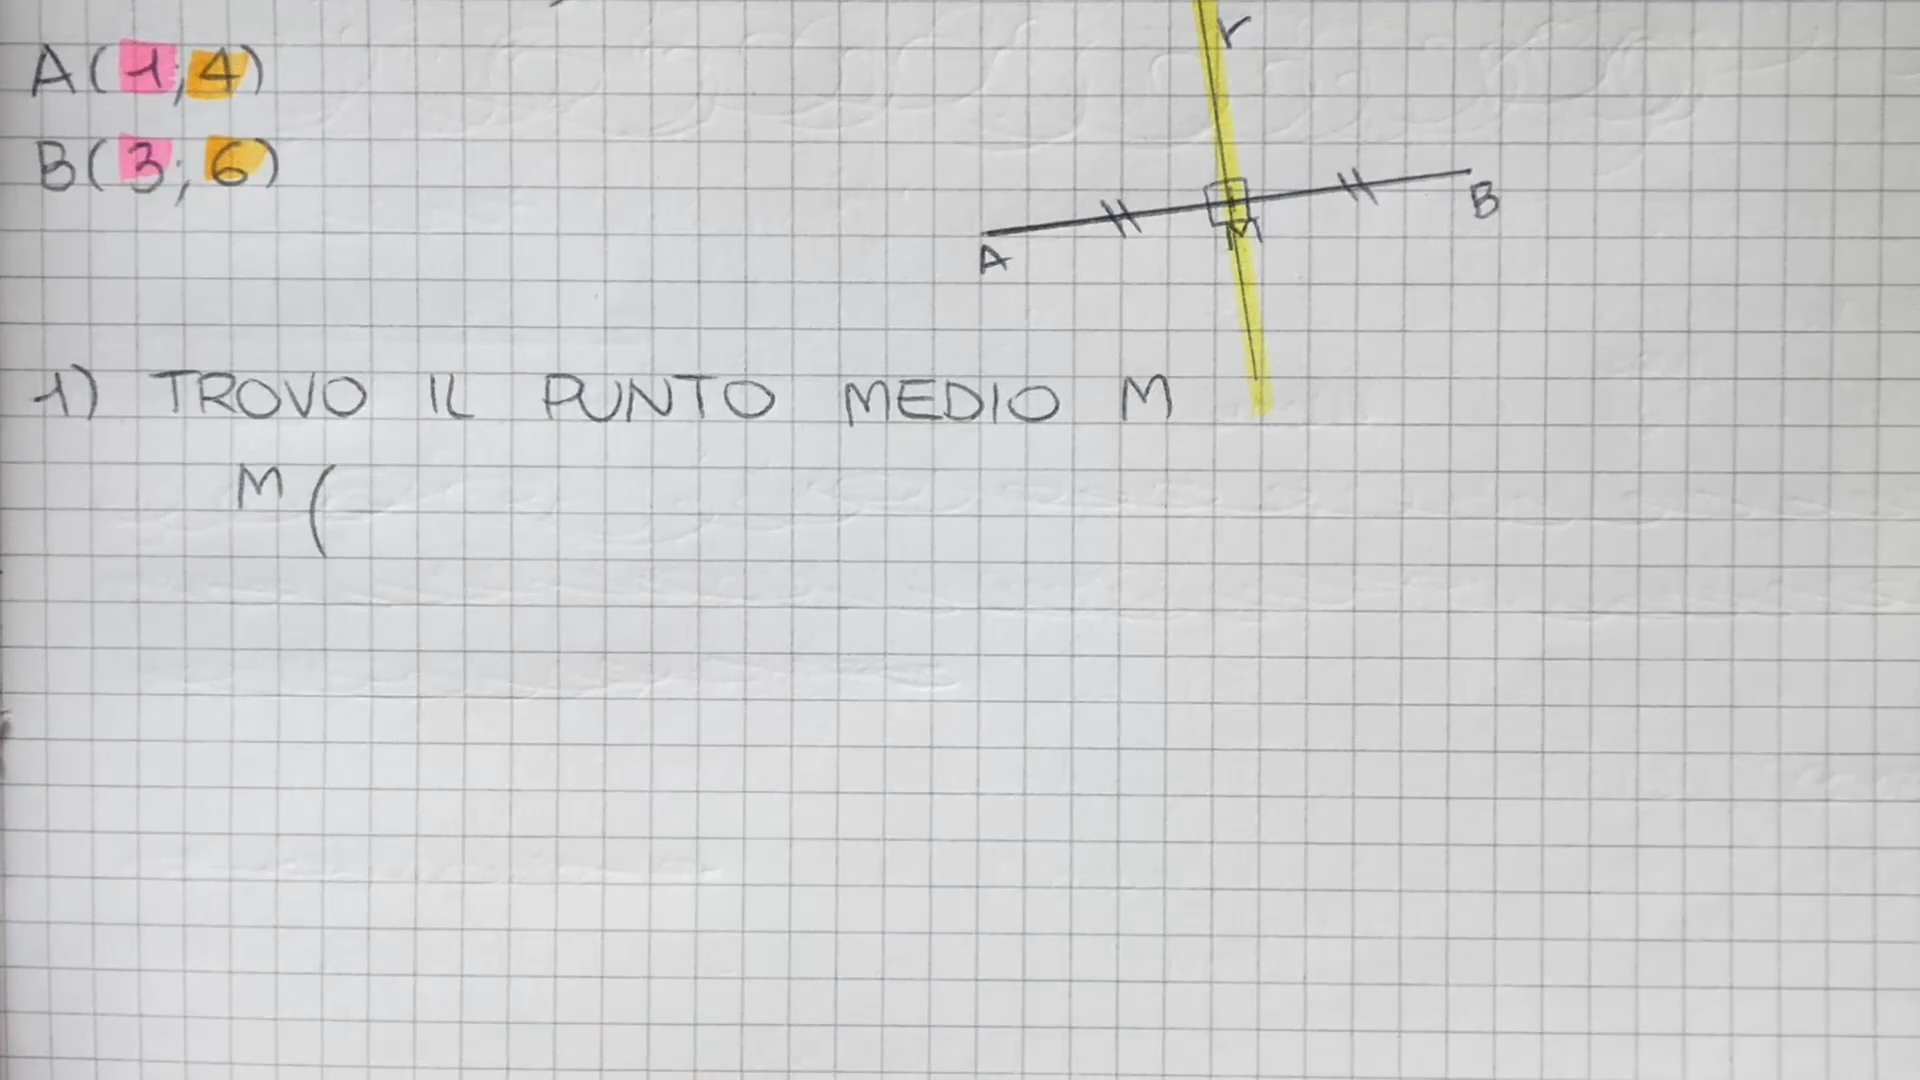 A(1;4)
B(3;6)
r
A
M
B
1) TROVO IL PUNTO MEDIO M
M(